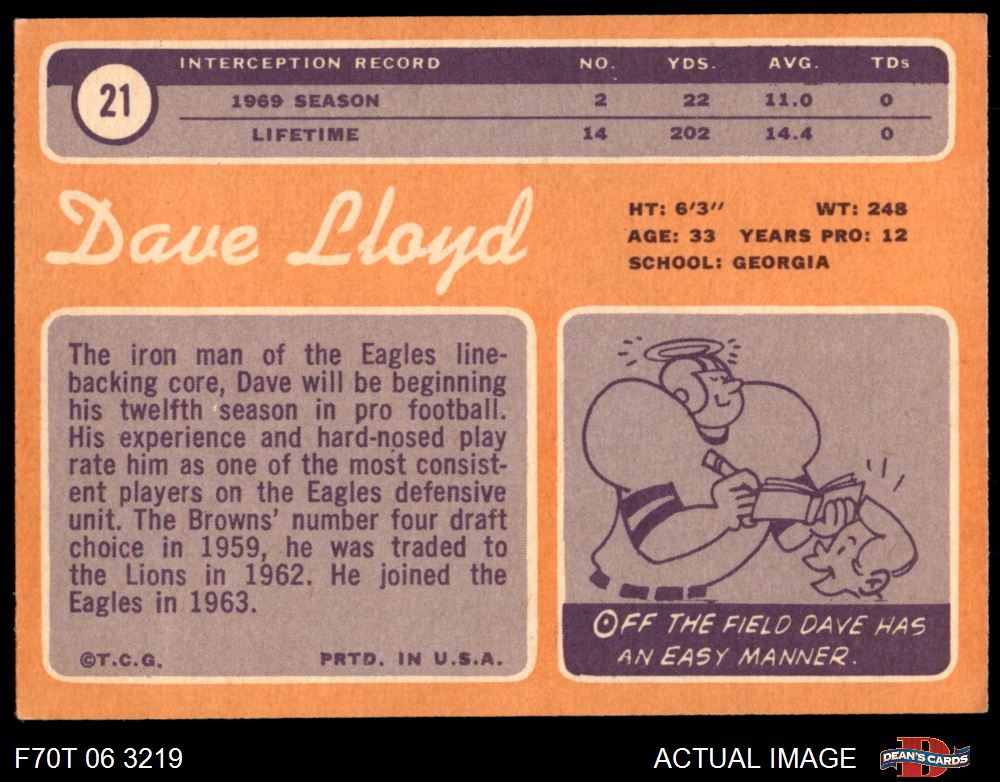 INTERCEPTION RECORD NO. YDS. AVG. TDs
21
1969 SEASON 2 22 11.0 0
LIFETIME 14 202 14.4 0
Dave Lloyd
HT: 6'3" WT: 248
AGE: 33 YEARS PRO: 12
SCHOOL: GEORGIA
The iron man of the Eagles line-
backing core, Dave will be beginning
his twelfth season in pro football.
His experience and hard-nosed play
rate him as one of the most consist-
ent players on the Eagles defensive
unit. The Browns' number four draft
choice in 1959, he was traded to
the Lions in 1962. He joined the
Eagles in 1963.
©T.C.G. PRTD. IN U.S.A.
OFF THE FIELD DAVE HAS
AN EASY MANNER.
F70T 06 3219 ACTUAL IMAGE DEAN'S CARDS